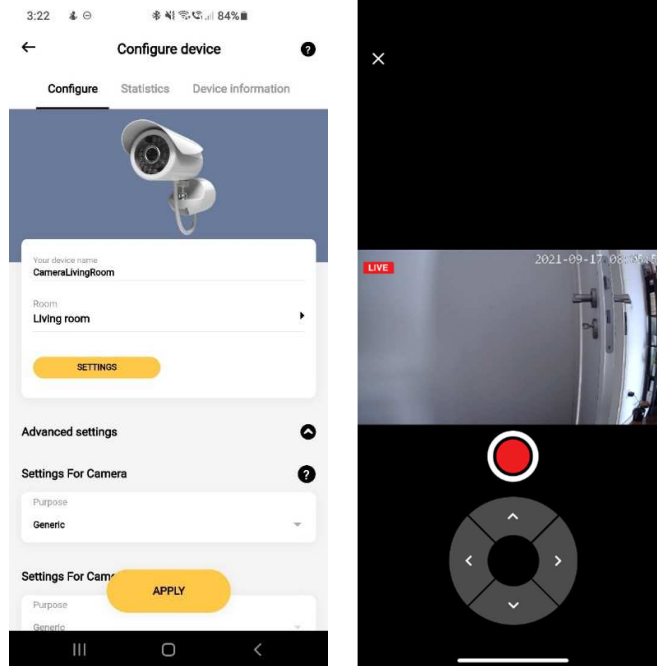 3:22
84%
Configure device
?
Configure
Statistics
Device information
Your device name
CameraLivingRoom
Room
Living room
SETTINGS
Advanced settings
Settings For Camera
?
Purpose
Generic
Settings For Came
APPLY
Purpose
Generic
LIVE
2021-09-17